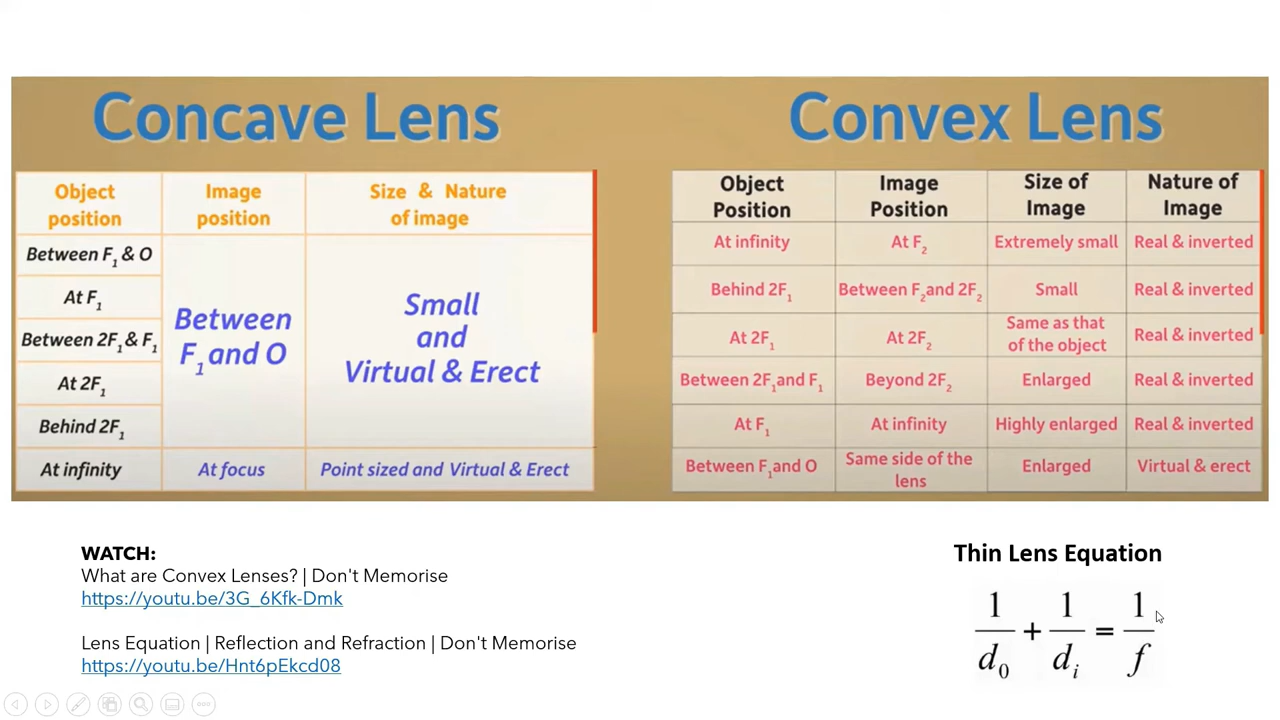 Concave Lens
Object position | Image position | Size & Nature of image
Between F₁ & O
At F₁
Between 2F₁ & F₁
At 2F₁
Behind 2F₁
Between F₁ and O
Small and Virtual & Erect
At infinity | At focus | Point sized and Virtual & Erect
Convex Lens
Object Position | Image Position | Size of Image | Nature of Image
At infinity | At F₂ | Extremely small | Real & inverted
Behind 2F₁ | Between F₂and 2F₂ | Small | Real & inverted
At 2F₁ | At 2F₂ | Same as that of the object | Real & inverted
Between 2F₁and F₁ | Beyond 2F₂ | Enlarged | Real & inverted
At F₁ | At infinity | Highly enlarged | Real & inverted
Between F₁and O | Same side of the lens | Enlarged | Virtual & erect
WATCH:
What are Convex Lenses? | Don't Memorise
https://youtu.be/3G_6Kfk-Dmk
Lens Equation | Reflection and Refraction | Don't Memorise
https://youtu.be/Hnt6pEkcd08
Thin Lens Equation
1/d₀ + 1/dᵢ = 1/f